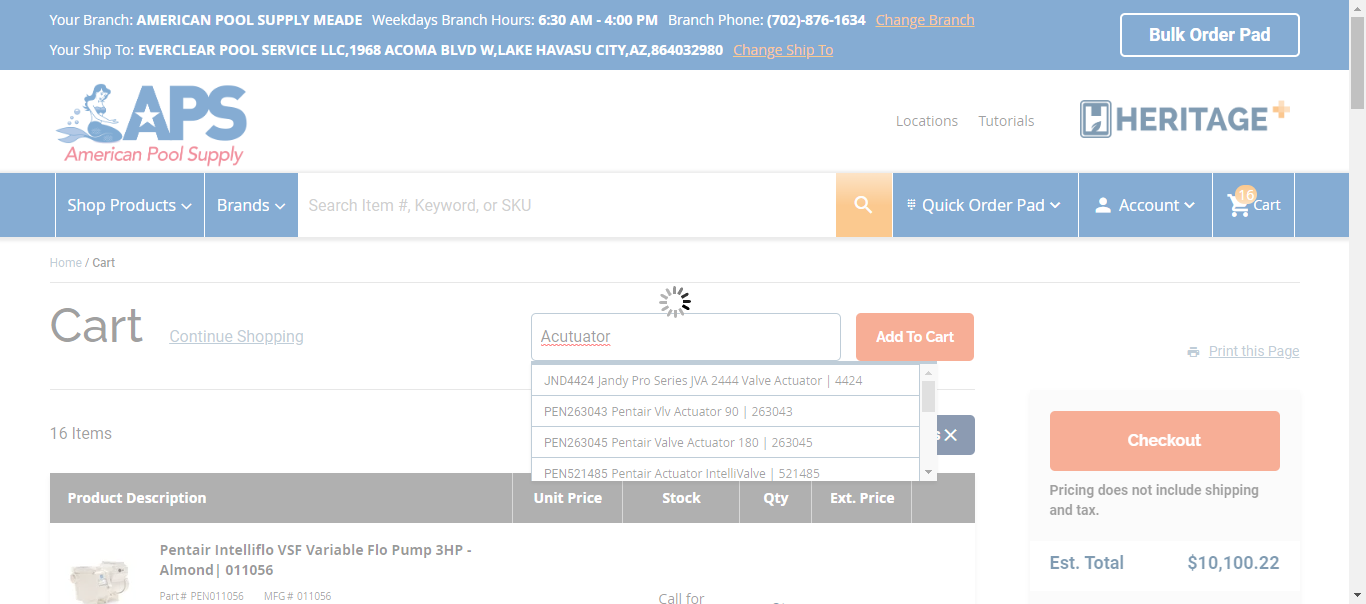 Your Branch: AMERICAN POOL SUPPLY MEADE Weekdays Branch Hours: 6:30 AM - 4:00 PM Branch Phone: (702)-876-1634 Change Branch
Your Ship To: EVERCLEAR POOL SERVICE LLC,1968 ACOMA BLVD W,LAKE HAVASU CITY,AZ,864032980 Change Ship To
Bulk Order Pad
APS
American Pool Supply
Locations Tutorials
HERITAGE
Shop Products Brands Search Item #, Keyword, or SKU Quick Order Pad Account 16 Cart
Home / Cart
Cart Continue Shopping
Acutuator Add To Cart
Print this Page
JND4424 Jandy Pro Series JVA 2444 Valve Actuator | 4424
PEN263043 Pentair Vlv Actuator 90 | 263043
PEN263045 Pentair Valve Actuator 180 | 263045
PEN521485 Pentair Actuator IntelliValve | 521485
16 Items
Checkout
Pricing does not include shipping
and tax.
Est. Total $10,100.22
Product Description Unit Price Stock Qty Ext. Price
Pentair Intelliflo VSF Variable Flo Pump 3HP -
Almond| 011056
Part# PEN011056 MFG# 011056
Call for